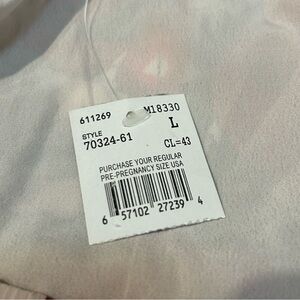 611269 M18330
STYLE L
70324-61 CL=43
PURCHASE YOUR REGULAR
PRE-PREGNANCY SIZE USA
6 57102 27239 4